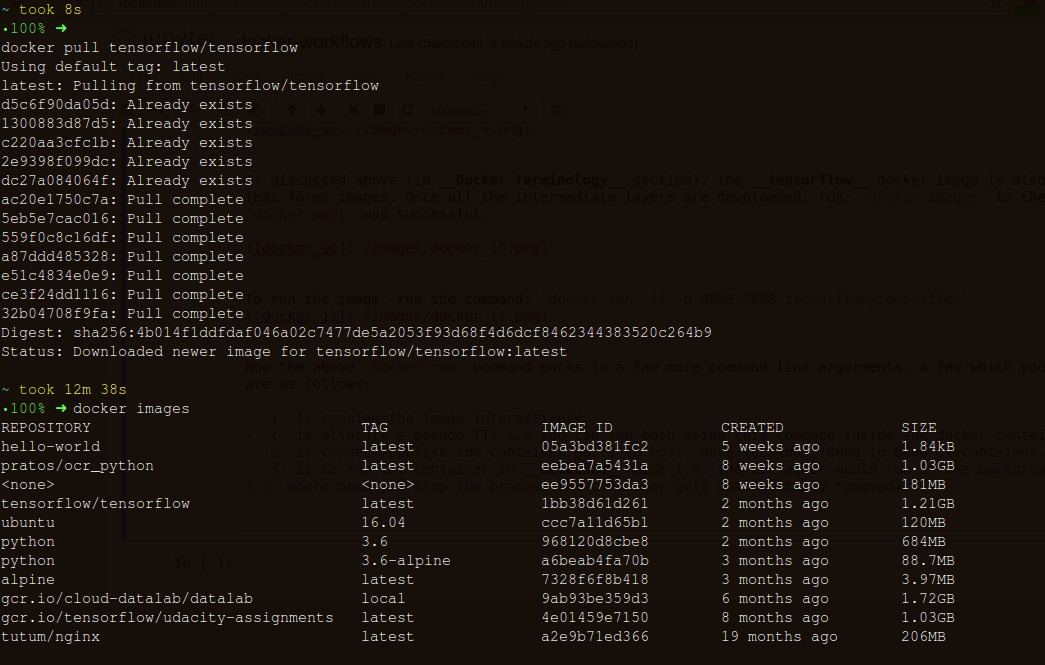 ~ took 8s
•100% ➜
docker pull tensorflow/tensorflow
Using default tag: latest
latest: Pulling from tensorflow/tensorflow
d5c6f90da05d: Already exists
1300883d87d5: Already exists
c220aa3cfc1b: Already exists
2e9398f099dc: Already exists
dc27a084064f: Already exists
ac20e1750c7a: Pull complete
5eb5e7cac016: Pull complete
559f0c8c16df: Pull complete
a87ddd485328: Pull complete
e51c4834e0e9: Pull complete
ce3f24dd1116: Pull complete
32b04708f9fa: Pull complete
Digest: sha256:4b014f1ddfdaf046a02c7477de5a2053f93d68f4d6dcf8462344383520c264b9
Status: Downloaded newer image for tensorflow/tensorflow:latest
~ took 12m 38s
•100% ➜ docker images
REPOSITORY TAG IMAGE ID CREATED SIZE
hello-world latest 05a3bd381fc2 5 weeks ago 1.84kB
pratos/ocr_python latest eebea7a5431a 8 weeks ago 1.03GB
<none> <none> ee9557753da3 8 weeks ago 181MB
tensorflow/tensorflow latest 1bb38d61d261 2 months ago 1.21GB
ubuntu 16.04 ccc7a11d65b1 2 months ago 120MB
python 3.6 968120d8cbe8 2 months ago 684MB
python 3.6-alpine a6beab4fa70b 3 months ago 88.7MB
alpine latest 7328f6f8b418 3 months ago 3.97MB
gcr.io/cloud-datalab/datalab local 9ab93be359d3 6 months ago 1.72GB
gcr.io/tensorflow/udacity-assignments latest 4e01459e7150 8 months ago 1.03GB
tutum/nginx latest a2e9b71ed366 19 months ago 206MB